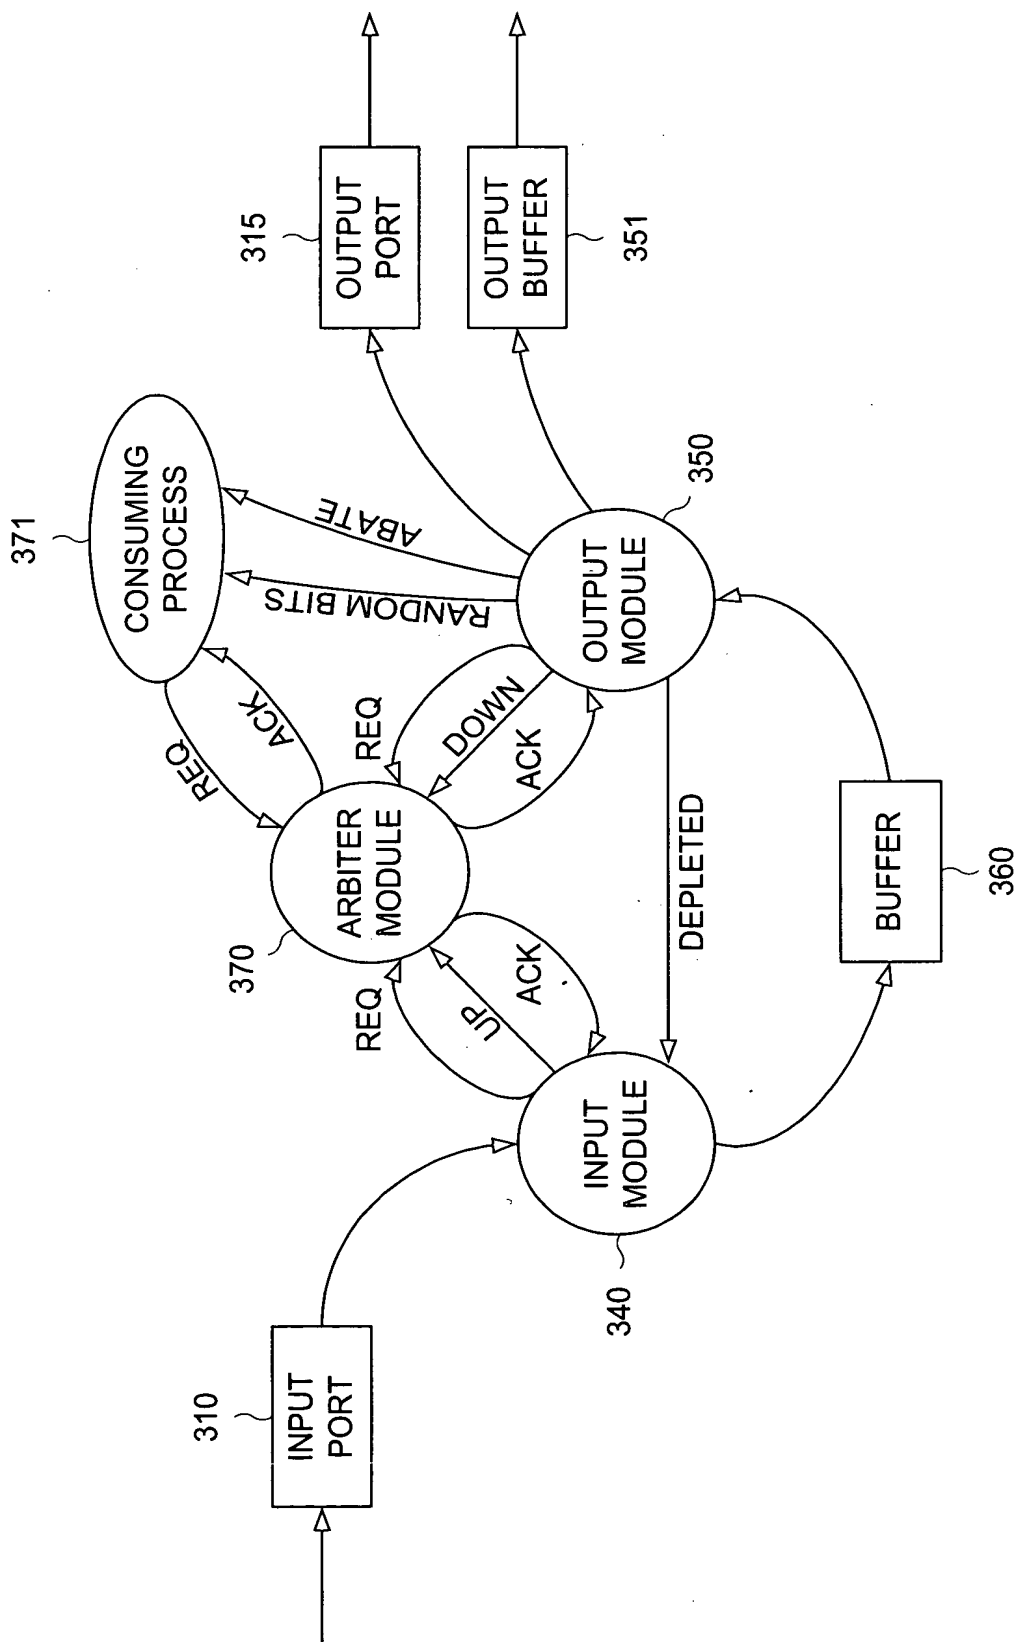 310
INPUT
PORT
340
INPUT
MODULE
REQ
UP
ACK
370
ARBITER
MODULE
REQ
DOWN
ACK
REQ
ACK
371
CONSUMING
PROCESS
RANDOM BITS
ABATE
DEPLETED
BUFFER
360
OUTPUT
MODULE
350
315
OUTPUT
PORT
OUTPUT
BUFFER
351